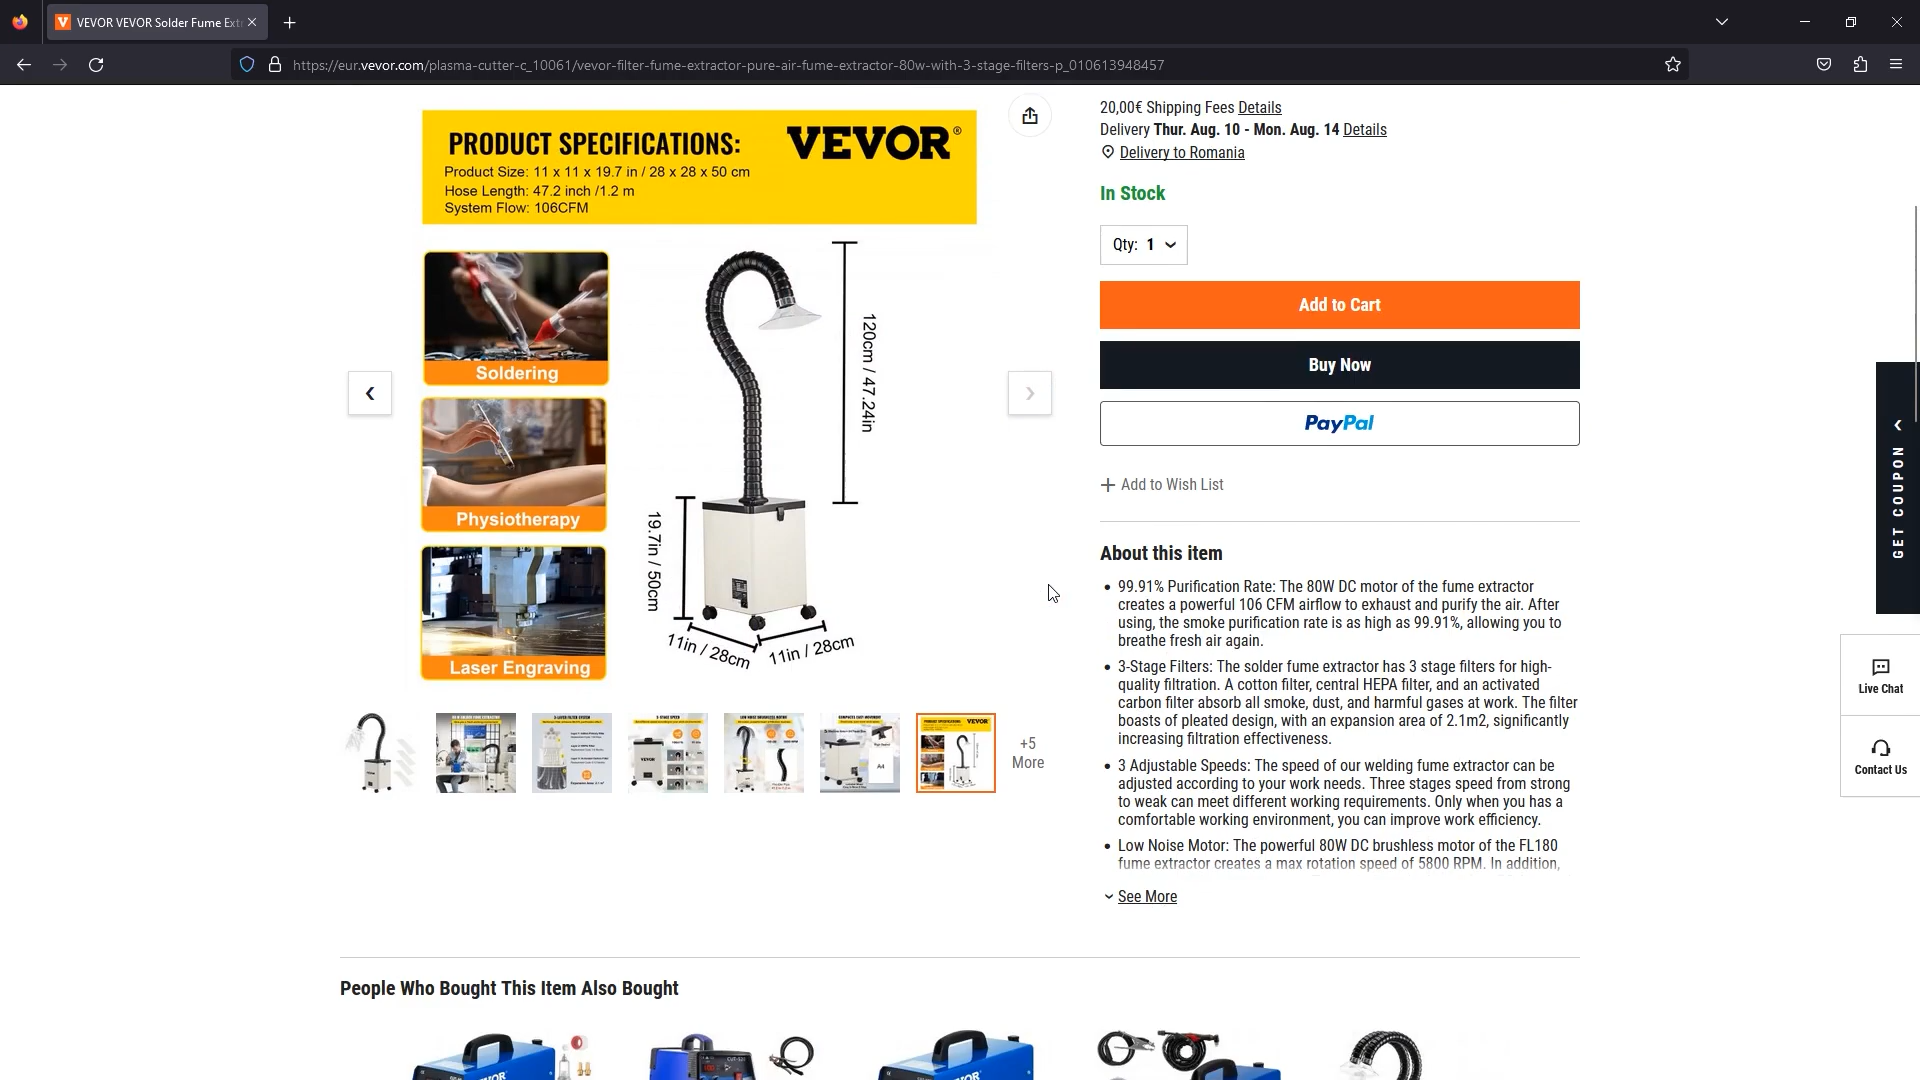 VEVOR VEVOR Solder Fume Ext
https://eur.vevor.com/plasma-cutter-c_10061/vevor-filter-fume-extractor-pure-air-fume-extractor-80w-with-3-stage-filters-p_010613948457
PRODUCT SPECIFICATIONS:
VEVOR®
Product Size: 11 x 11 x 19.7 in / 28 x 28 x 50 cm
Hose Length: 47.2 inch /1.2 m
System Flow: 106CFM
Soldering
Physiotherapy
Laser Engraving
120cm / 47.24in
19.7in / 50cm
11in / 28cm
11in / 28cm
VEVOR
A4
VEVOR
+5
More
20,00€ Shipping Fees Details
Delivery Thur. Aug. 10 - Mon. Aug. 14 Details
Delivery to Romania
In Stock
Qty: 1
Add to Cart
Buy Now
PayPal
Add to Wish List
About this item
• 99.91% Purification Rate: The 80W DC motor of the fume extractor
creates a powerful 106 CFM airflow to exhaust and purify the air. After
using, the smoke purification rate is as high as 99.91%, allowing you to
breathe fresh air again.
• 3-Stage Filters: The solder fume extractor has 3 stage filters for high-
quality filtration. A cotton filter, central HEPA filter, and an activated
carbon filter absorb all smoke, dust, and harmful gases at work. The filter
boasts of pleated design, with an expansion area of 2.1m2, significantly
increasing filtration effectiveness.
• 3 Adjustable Speeds: The speed of our welding fume extractor can be
adjusted according to your work needs. Three stages speed from strong
to weak can meet different working requirements. Only when you has a
comfortable working environment, you can improve work efficiency.
• Low Noise Motor: The powerful 80W DC brushless motor of the FL180
fume extractor creates a max rotation speed of 5800 RPM. In addition,
See More
GET COUPON
Live Chat
Contact Us
People Who Bought This Item Also Bought